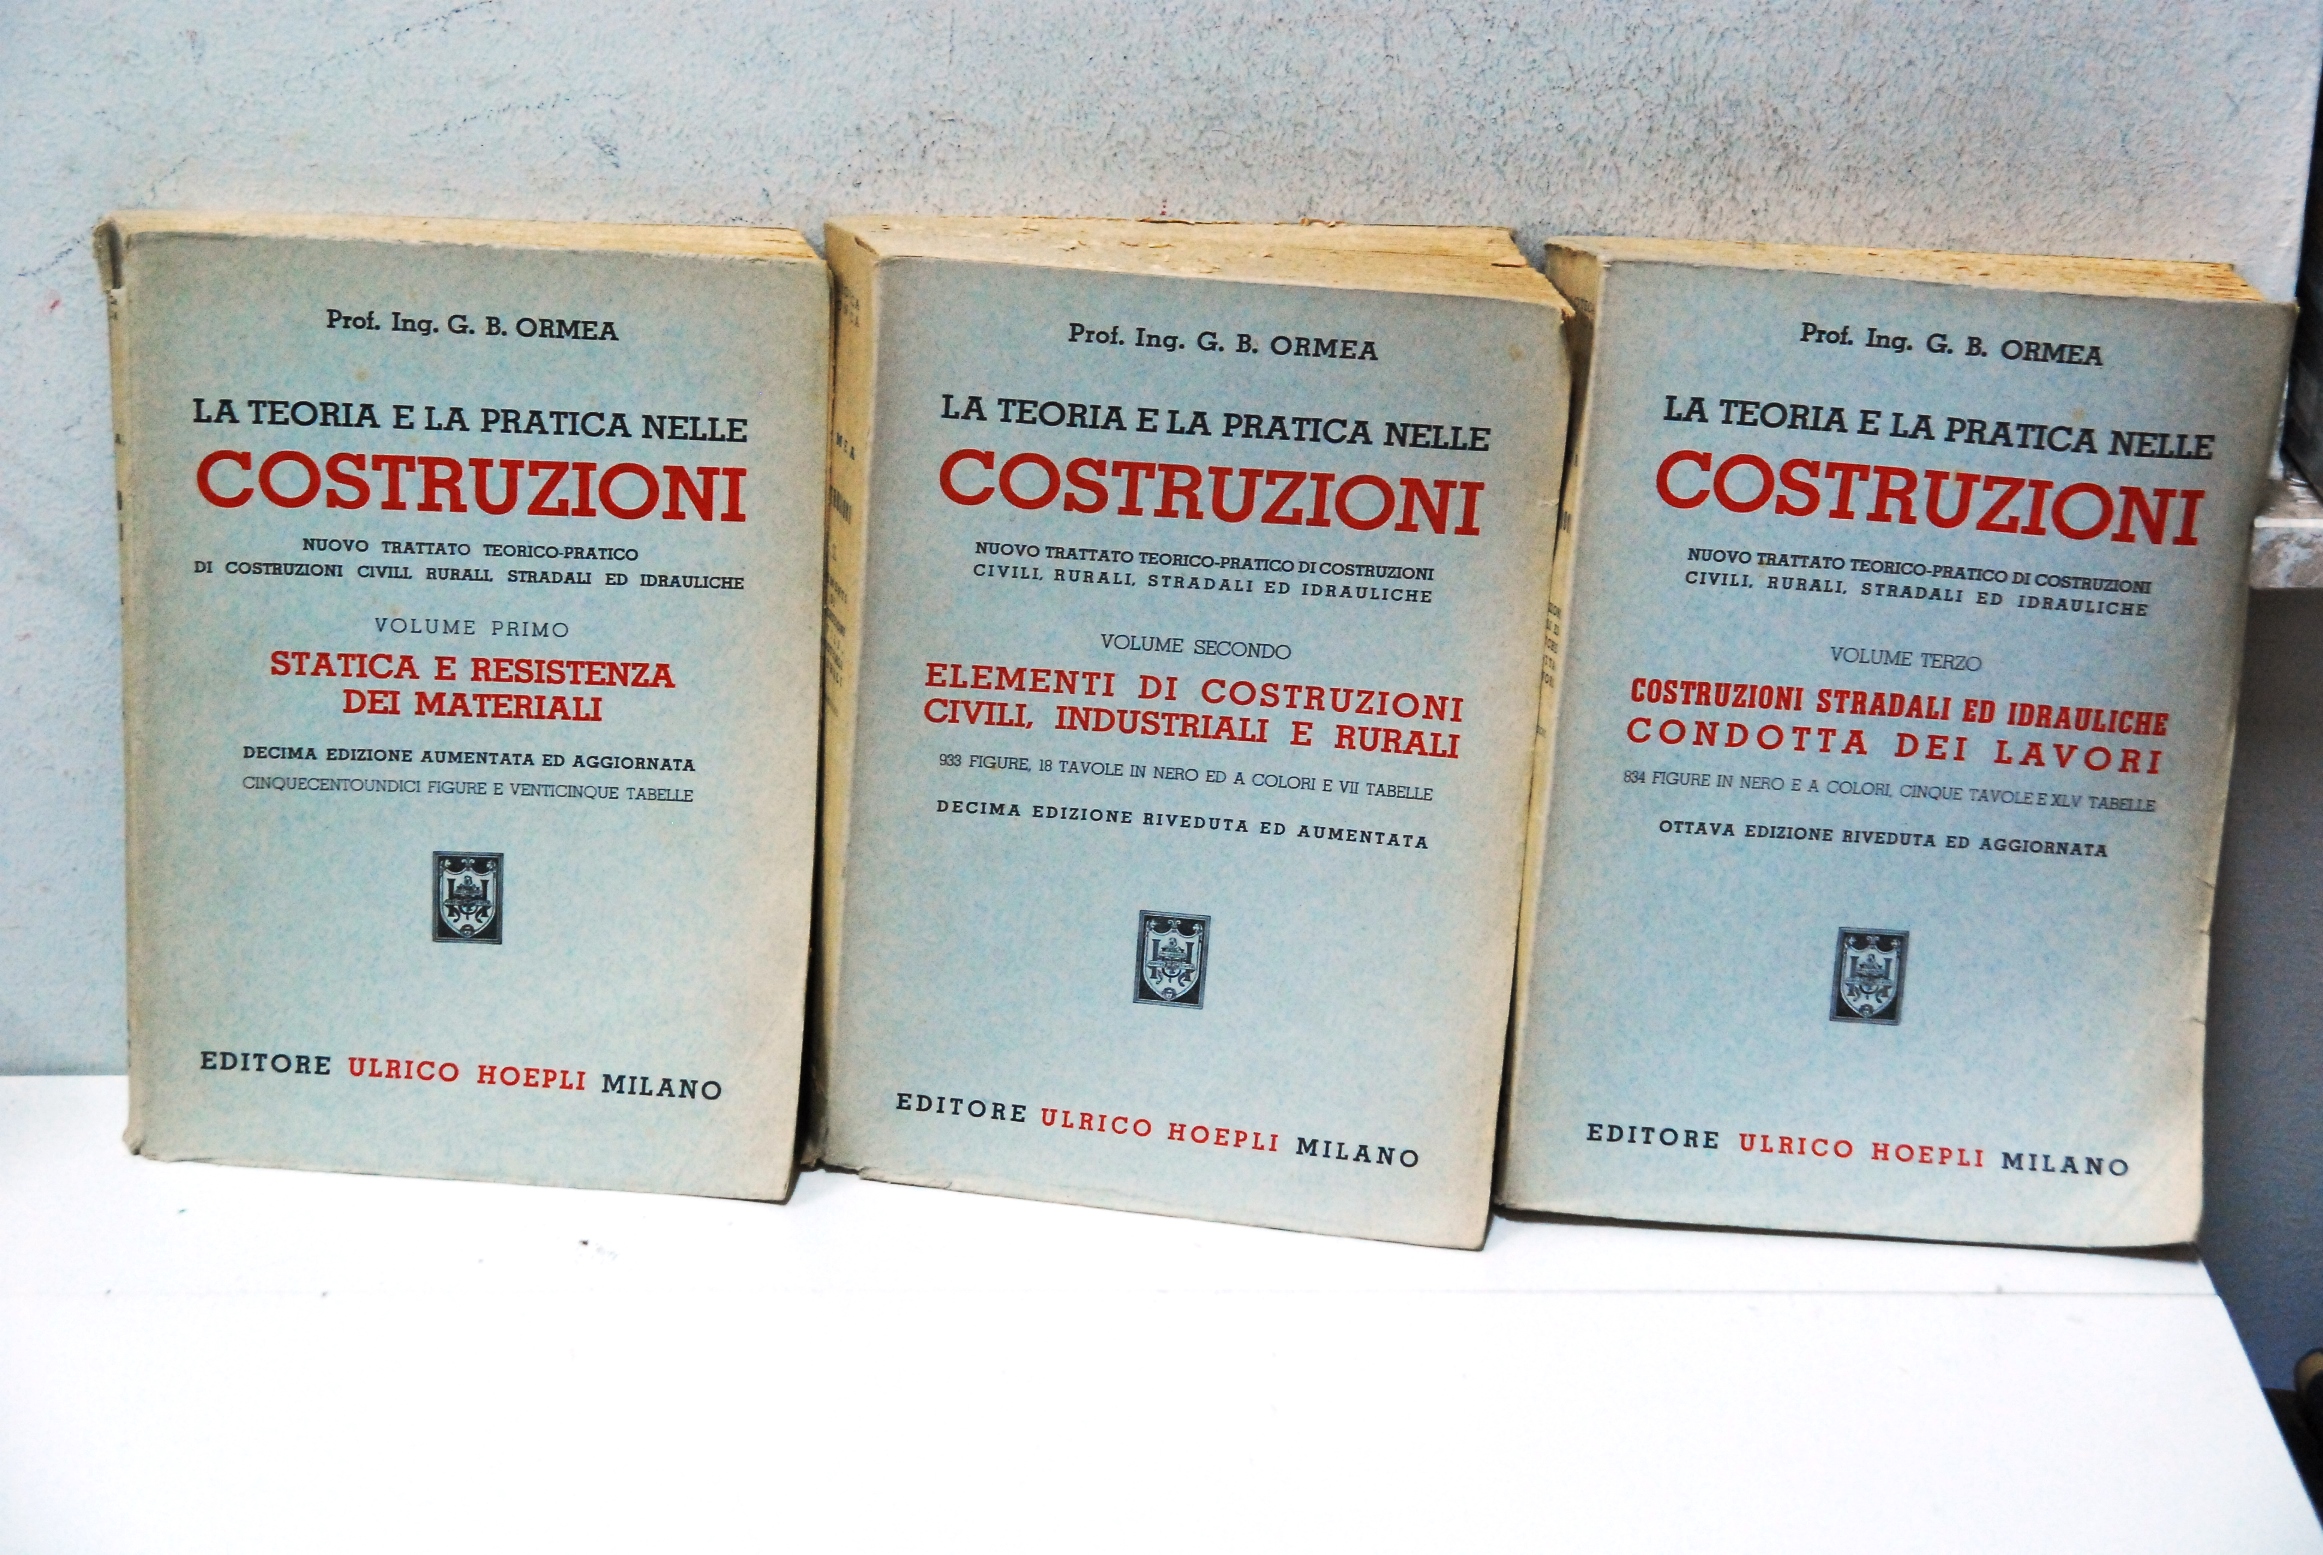 Prof. Ing. G. B. ORMEA
LA TEORIA E LA PRATICA NELLE
COSTRUZIONI
NUOVO TRATTATO TEORICO-PRATICO
DI COSTRUZIONI CIVILI, RURALI, STRADALI ED IDRAULICHE
VOLUME PRIMO
STATICA E RESISTENZA
DEI MATERIALI
DECIMA EDIZIONE AUMENTATA ED AGGIORNATA
CINQUECENTOUNDICI FIGURE E VENTICINQUE TABELLE
EDITORE ULRICO HOEPLI MILANO
Prof. Ing. G. B. ORMEA
LA TEORIA E LA PRATICA NELLE
COSTRUZIONI
NUOVO TRATTATO TEORICO-PRATICO DI COSTRUZIONI
CIVILI, RURALI, STRADALI ED IDRAULICHE
VOLUME SECONDO
ELEMENTI DI COSTRUZIONI
CIVILI, INDUSTRIALI E RURALI
933 FIGURE, 18 TAVOLE IN NERO ED A COLORI E VII TABELLE
DECIMA EDIZIONE RIVEDUTA ED AUMENTATA
EDITORE ULRICO HOEPLI MILANO
Prof. Ing. G. B. ORMEA
LA TEORIA E LA PRATICA NELLE
COSTRUZIONI
NUOVO TRATTATO TEORICO-PRATICO DI COSTRUZIONI
CIVILI, RURALI, STRADALI ED IDRAULICHE
VOLUME TERZO
COSTRUZIONI STRADALI ED IDRAULICHE
CONDOTTA DEI LAVORI
834 FIGURE IN NERO E A COLORI, CINQUE TAVOLE E XLV TABELLE
OTTAVA EDIZIONE RIVEDUTA ED AGGIORNATA
EDITORE ULRICO HOEPLI MILANO